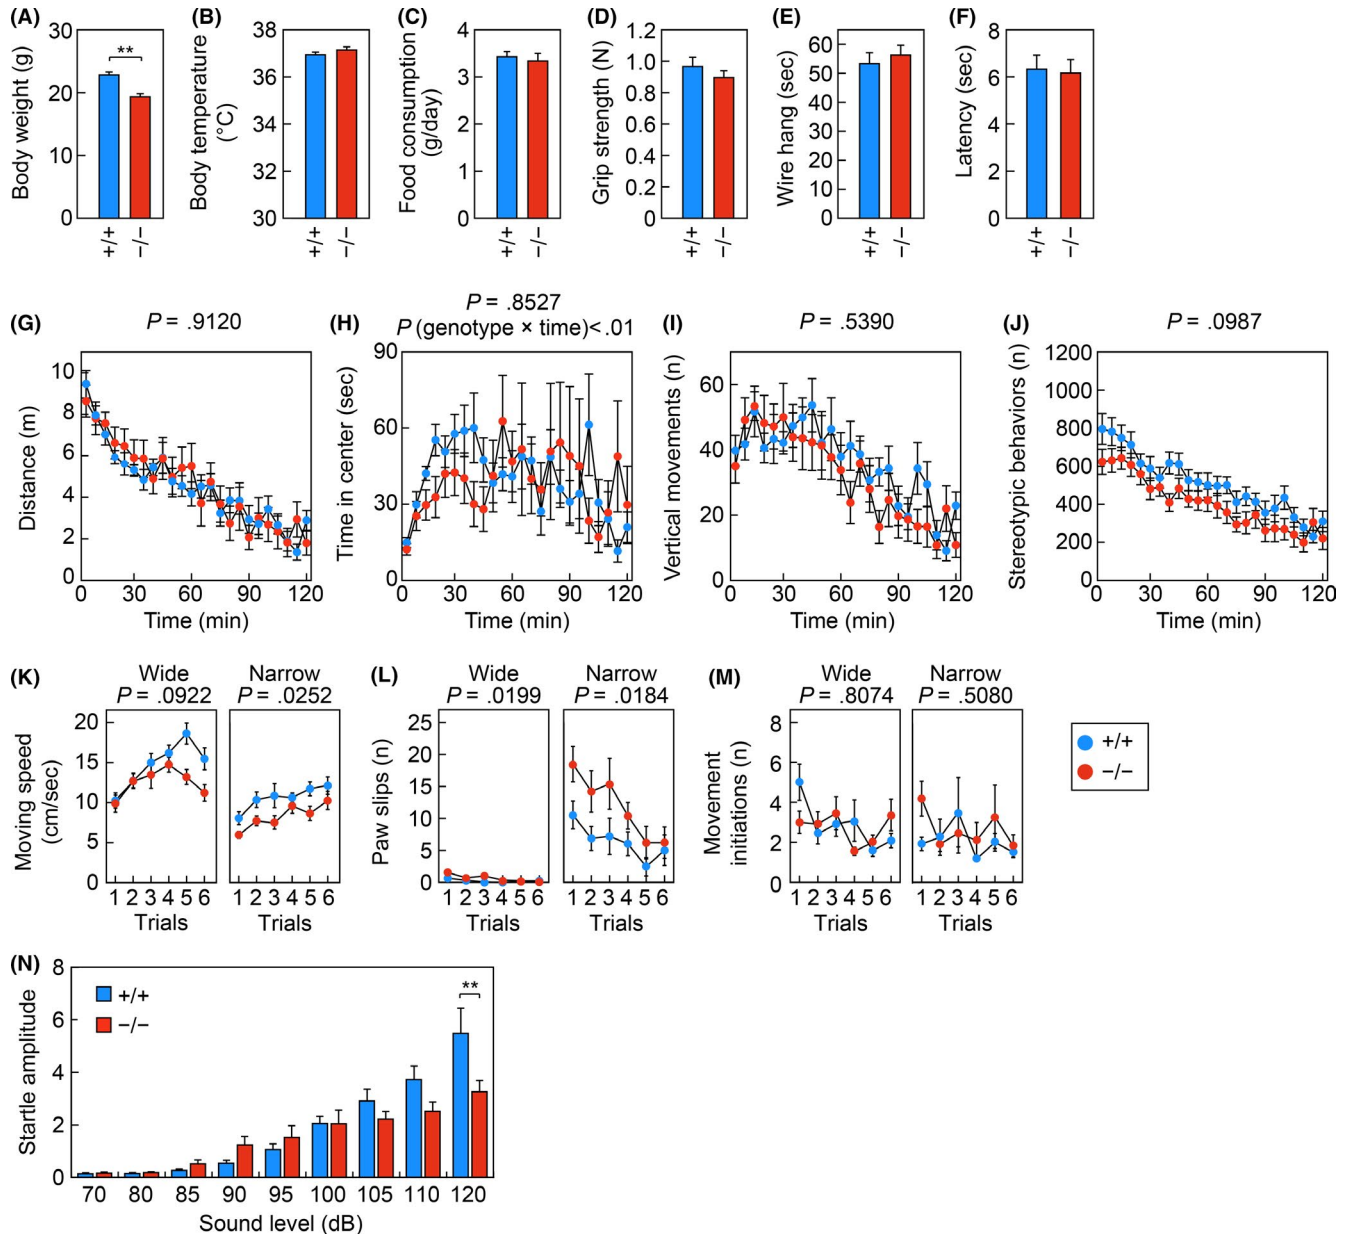 (A)
Body weight (g)
30
20
10
0
**
+/+
−/−
(B)
Body temperature
(°C)
38
36
34
32
30
+/+
−/−
(C)
Food consumption
(g/day)
4
3
2
1
0
+/+
−/−
(D)
Grip strength (N)
1.2
1.0
0.8
0.6
0.4
0.2
0
+/+
−/−
(E)
Wire hang (sec)
60
50
40
30
20
10
0
+/+
−/−
(F)
Latency (sec)
8
6
4
2
0
+/+
−/−
(G)
P = .9120
Distance (m)
10
8
6
4
2
0
0 30 60 90 120
Time (min)
(H)
P = .8527
P (genotype × time)<.01
Time in center (sec)
90
60
30
0
0 30 60 90 120
Time (min)
(I)
P = .5390
Vertical movements (n)
60
40
20
0
0 30 60 90 120
Time (min)
(J)
P = .0987
Stereotypic behaviors (n)
1200
1000
800
600
400
200
0 30 60 90 120
Time (min)
(K)
Wide
P = .0922
Narrow
P = .0252
Moving speed
(cm/sec)
20
15
10
5
0
1 2 3 4 5 6
Trials
1 2 3 4 5 6
Trials
(L)
Wide
P = .0199
Narrow
P = .0184
Paw slips (n)
25
20
15
10
5
0
1 2 3 4 5 6
Trials
1 2 3 4 5 6
Trials
(M)
Wide
P = .8074
Narrow
P = .5080
Movement
initiations (n)
8
6
4
2
0
1 2 3 4 5 6
Trials
1 2 3 4 5 6
Trials
+/+
−/−
(N)
Startle amplitude
8
6
4
2
0
+/+
−/−
**
70 80 85 90 95 100 105 110 120
Sound level (dB)